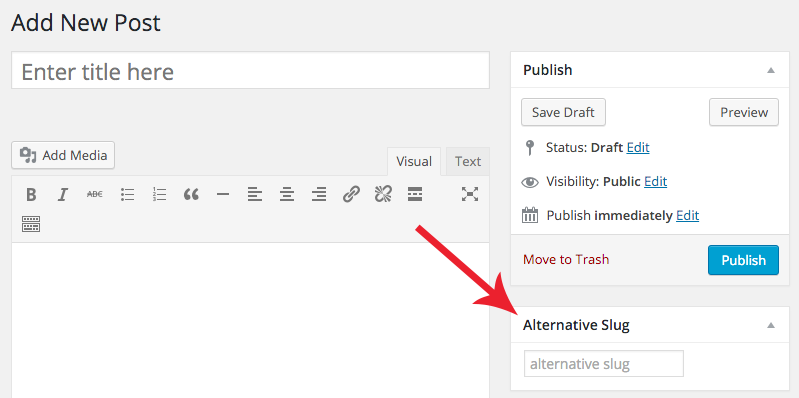 Add New Post
Enter title here
Add Media
Visual
Text
B I ABC
Publish
Save Draft
Preview
Status: Draft Edit
Visibility: Public Edit
Publish immediately Edit
Move to Trash
Publish
Alternative Slug
alternative slug